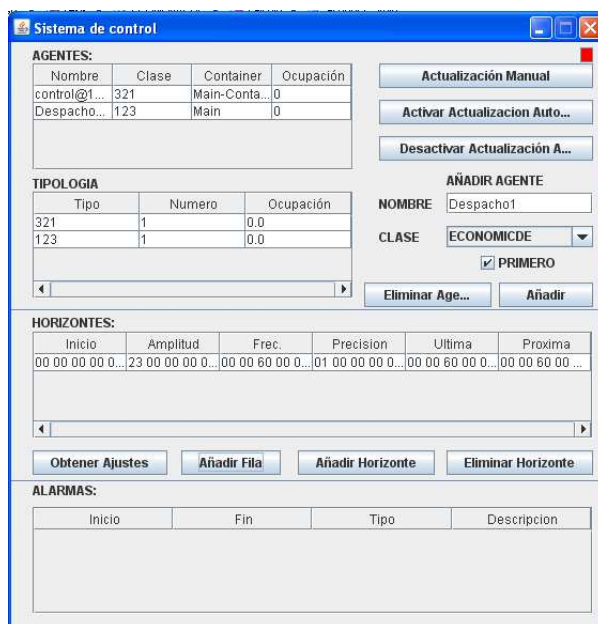 Sistema de control
AGENTES:
Nombre Clase Container Ocupación
control@1... 321 Main-Conta... 0
Despacho... 123 Main 0
Actualización Manual
Activar Actualizacion Auto...
Desactivar Actualización A...
TIPOLOGIA
Tipo Numero Ocupación
321 1 0.0
123 1 0.0
AÑADIR AGENTE
NOMBRE Despacho1
CLASE ECONOMICDE
PRIMERO
Eliminar Age... Añadir
HORIZONTES:
Inicio Amplitud Frec. Precision Ultima Proxima
00 00 00 00 0... 23 00 00 00 0... 00 00 60 00 0... 01 00 00 00 0... 00 00 60 00 0... 00 00 60 00 ...
Obtener Ajustes Añadir Fila Añadir Horizonte Eliminar Horizonte
ALARMAS:
Inicio Fin Tipo Descripcion